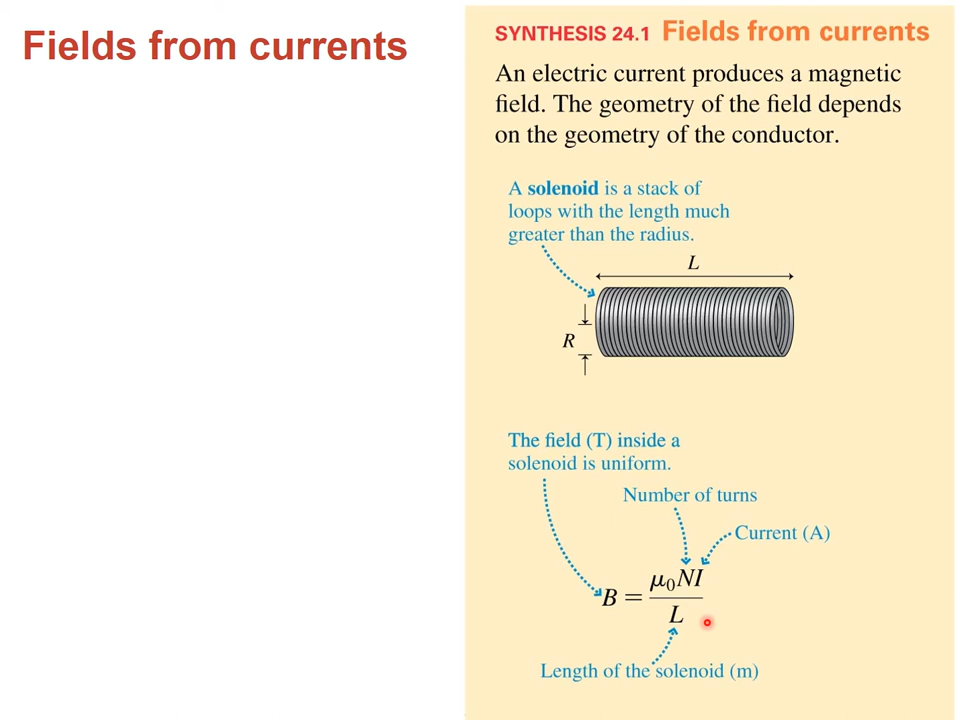 Fields from currents
SYNTHESIS 24.1 Fields from currents
An electric current produces a magnetic
field. The geometry of the field depends
on the geometry of the conductor.
A solenoid is a stack of
loops with the length much
greater than the radius.
L
R
The field (T) inside a
solenoid is uniform.
Number of turns
Current (A)
B = μ₀NI / L
Length of the solenoid (m)